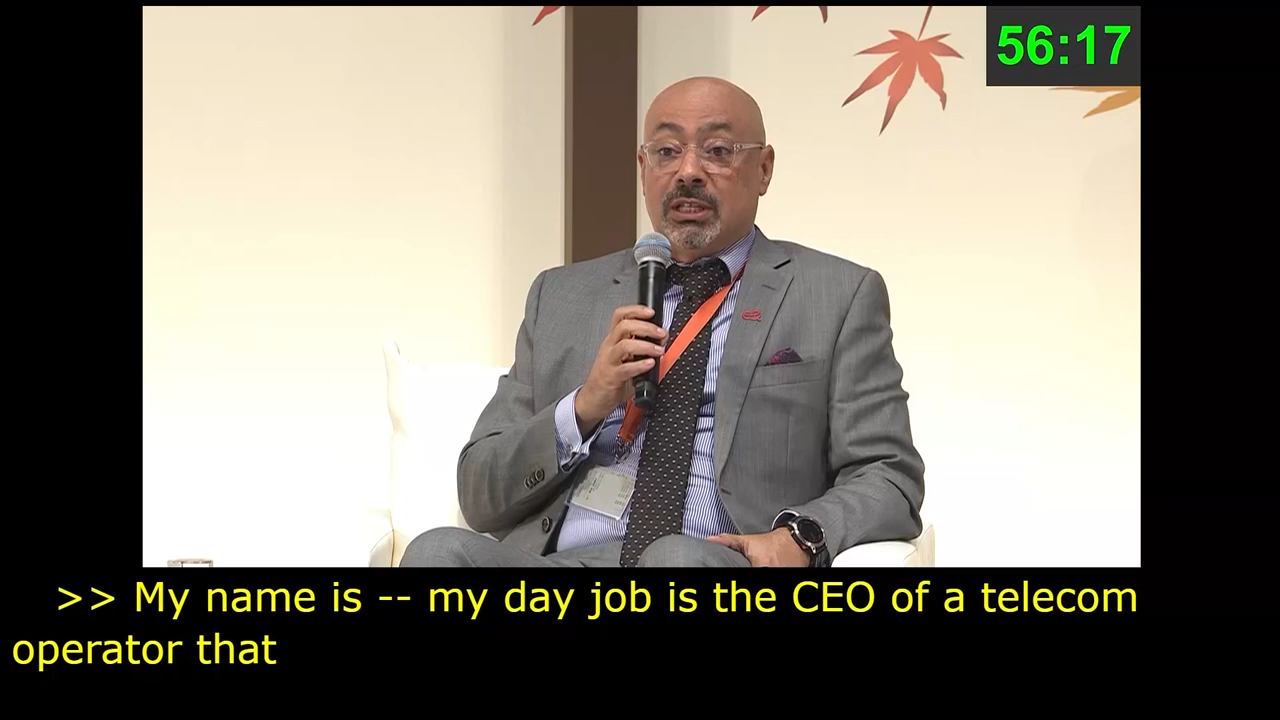 56:17
>> My name is -- my day job is the CEO of a telecom
operator that